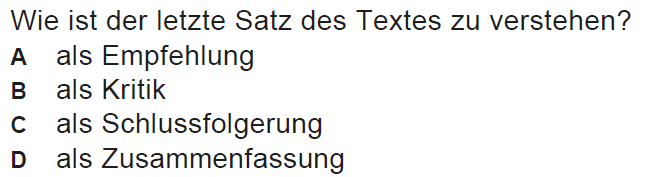 Wie ist der letzte Satz des Textes zu verstehen?
A als Empfehlung
B als Kritik
C als Schlussfolgerung
D als Zusammenfassung